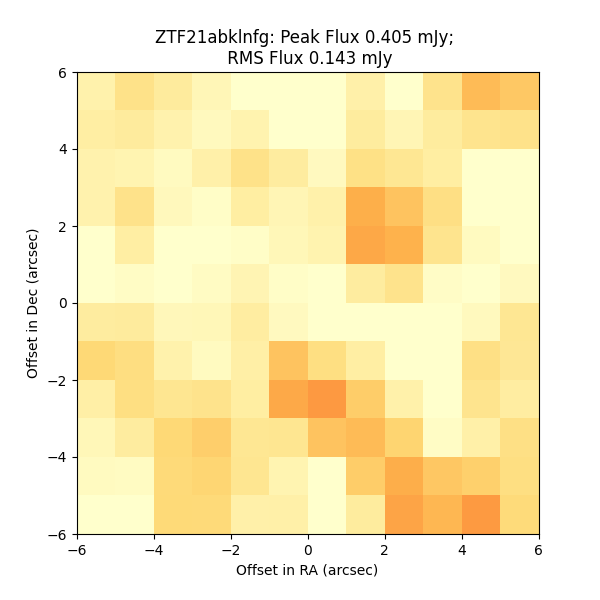 ZTF21abklnfg: Peak Flux 0.405 mJy;
RMS Flux 0.143 mJy
6
4
2
0
−2
−4
−6
Offset in Dec (arcsec)
−6 −4 −2 0 2 4 6
Offset in RA (arcsec)